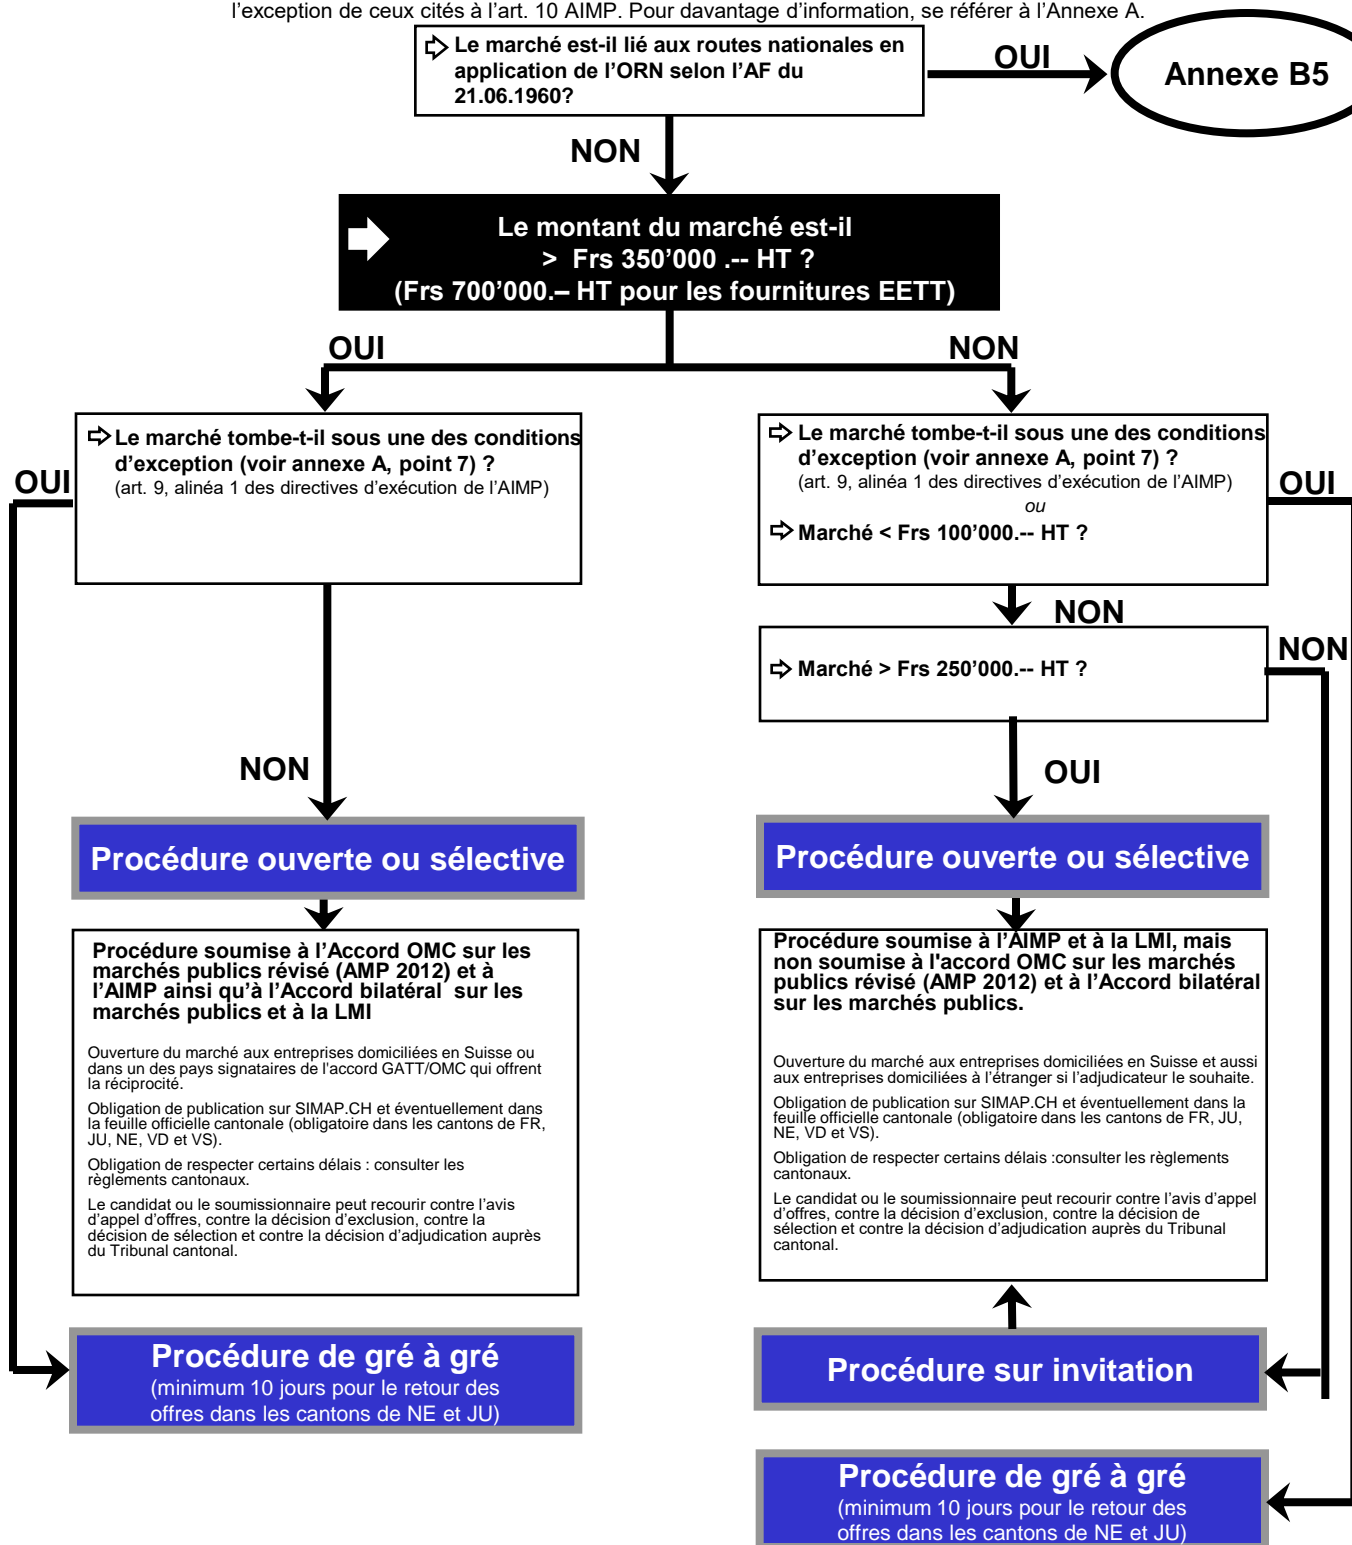 l’exception de ceux cités à l’art. 10 AIMP. Pour davantage d’information, se référer à l’Annexe A.
Le marché est-il lié aux routes nationales en
application de l’ORN selon l’AF du
21.06.1960?
OUI
Annexe B5
NON
Le montant du marché est-il
> Frs 350’000 .-- HT ?
(Frs 700’000.– HT pour les fournitures EETT)
OUI
NON
Le marché tombe-t-il sous une des conditions
d’exception (voir annexe A, point 7) ?
(art. 9, alinéa 1 des directives d’exécution de l’AIMP)
OUI
Le marché tombe-t-il sous une des conditions
d’exception (voir annexe A, point 7) ?
(art. 9, alinéa 1 des directives d’exécution de l’AIMP)
ou
Marché < Frs 100’000.-- HT ?
OUI
NON
Marché > Frs 250’000.-- HT ?
NON
NON
OUI
Procédure ouverte ou sélective
Procédure ouverte ou sélective
Procédure soumise à l’Accord OMC sur les
marchés publics révisé (AMP 2012) et à
l’AIMP ainsi qu’à l’Accord bilatéral sur les
marchés publics et à la LMI
Ouverture du marché aux entreprises domiciliées en Suisse ou
dans un des pays signataires de l'accord GATT/OMC qui offrent
la réciprocité.
Obligation de publication sur SIMAP.CH et éventuellement dans
la feuille officielle cantonale (obligatoire dans les cantons de FR,
JU, NE, VD et VS).
Obligation de respecter certains délais : consulter les
règlements cantonaux.
Le candidat ou le soumissionnaire peut recourir contre l’avis
d’appel d’offres, contre la décision d’exclusion, contre la
décision de sélection et contre la décision d’adjudication auprès
du Tribunal cantonal.
Procédure soumise à l’AIMP et à la LMI, mais
non soumise à l'accord OMC sur les marchés
publics révisé (AMP 2012) et à l’Accord bilatéral
sur les marchés publics.
Ouverture du marché aux entreprises domiciliées en Suisse et aussi
aux entreprises domiciliées à l’étranger si l’adjudicateur le souhaite.
Obligation de publication sur SIMAP.CH et éventuellement dans la
feuille officielle cantonale (obligatoire dans les cantons de FR, JU,
NE, VD et VS).
Obligation de respecter certains délais :consulter les règlements
cantonaux.
Le candidat ou le soumissionnaire peut recourir contre l’avis d’appel
d’offres, contre la décision d’exclusion, contre la décision de
sélection et contre la décision d’adjudication auprès du Tribunal
cantonal.
Procédure de gré à gré
(minimum 10 jours pour le retour des
offres dans les cantons de NE et JU)
Procédure sur invitation
Procédure de gré à gré
(minimum 10 jours pour le retour des
offres dans les cantons de NE et JU)